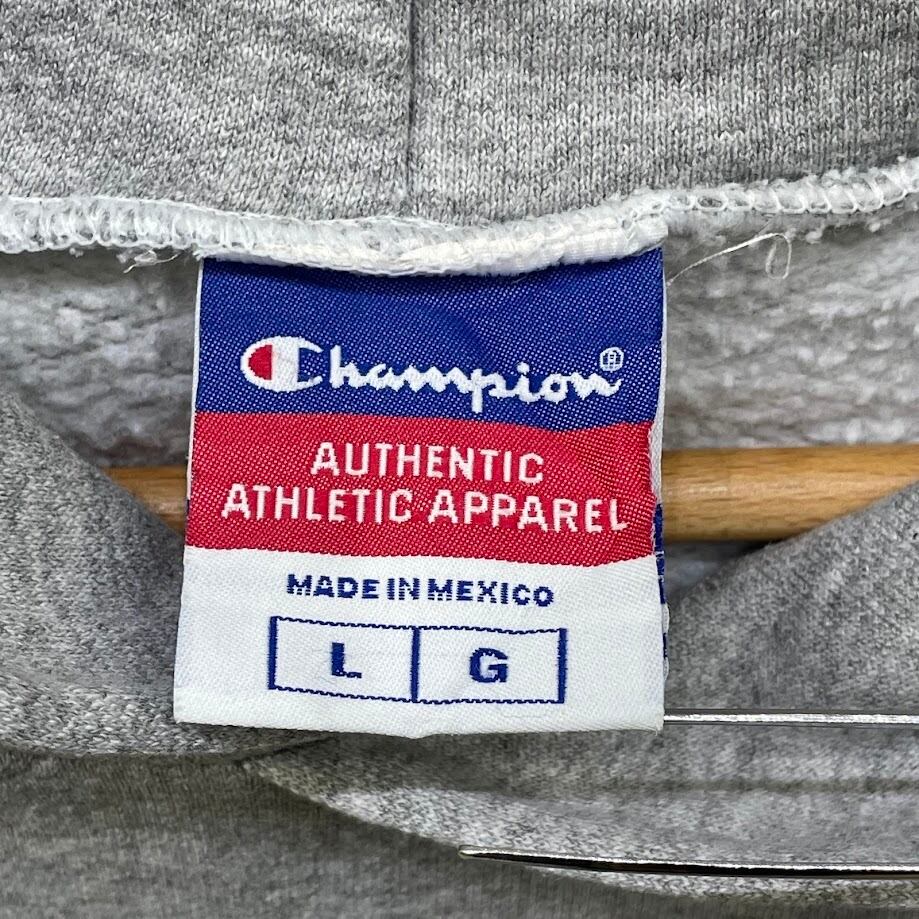 Champion®
AUTHENTIC
ATHLETIC APPAREL
MADE IN MEXICO
L G